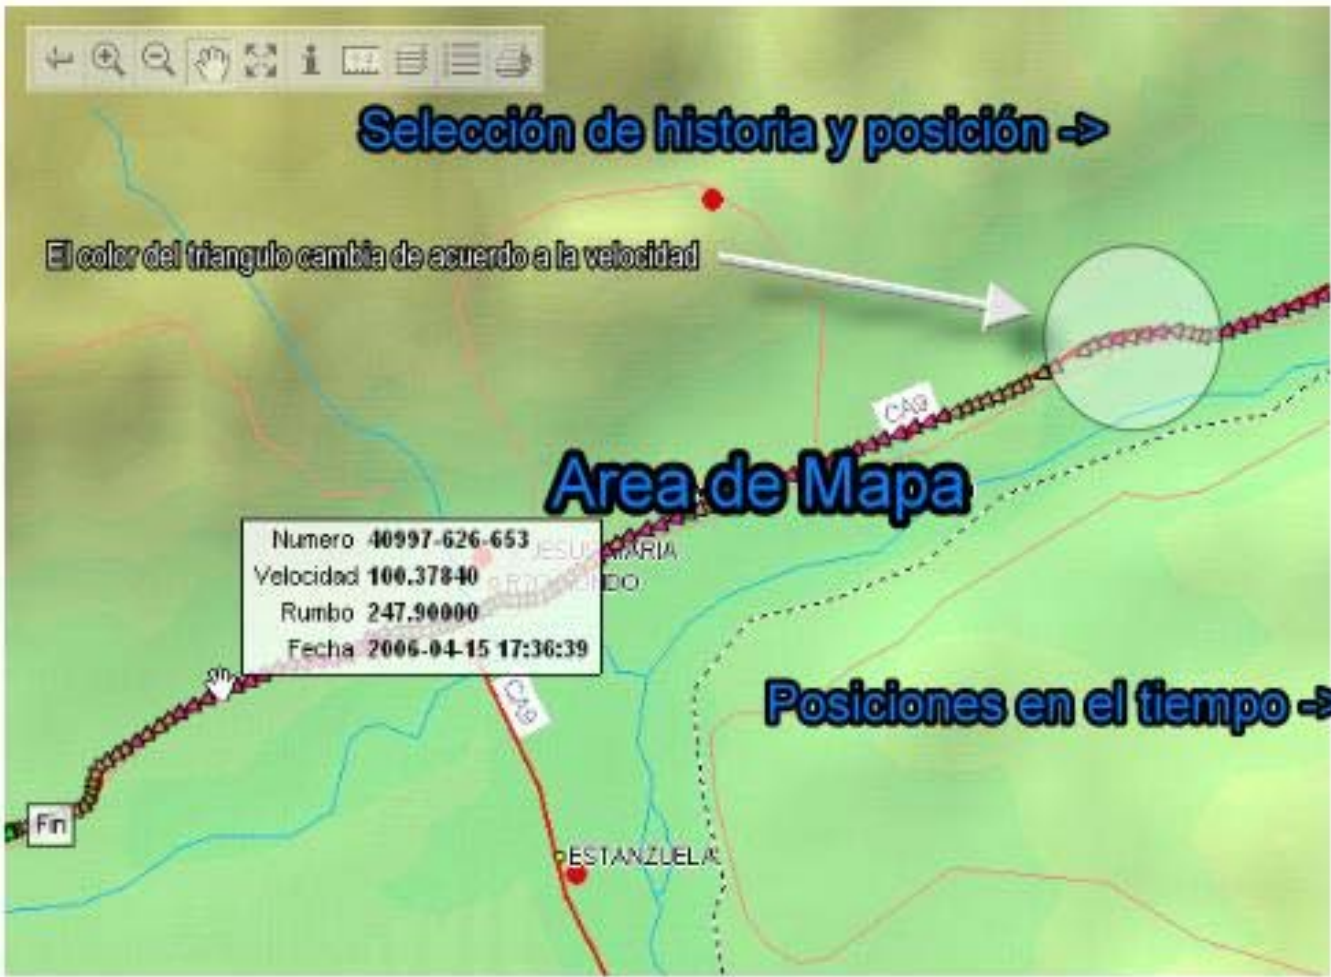 Selección de historia y posición ->
El color del triangulo cambia de acuerdo a la velocidad
CA9
Area de Mapa
Numero 40997-626-653
Velocidad 100.37840
Rumbo 247.90000
Fecha 2006-04-15 17:36:39
MARIA
CA9
Posiciones en el tiempo ->
Fin
ESTANZUELA